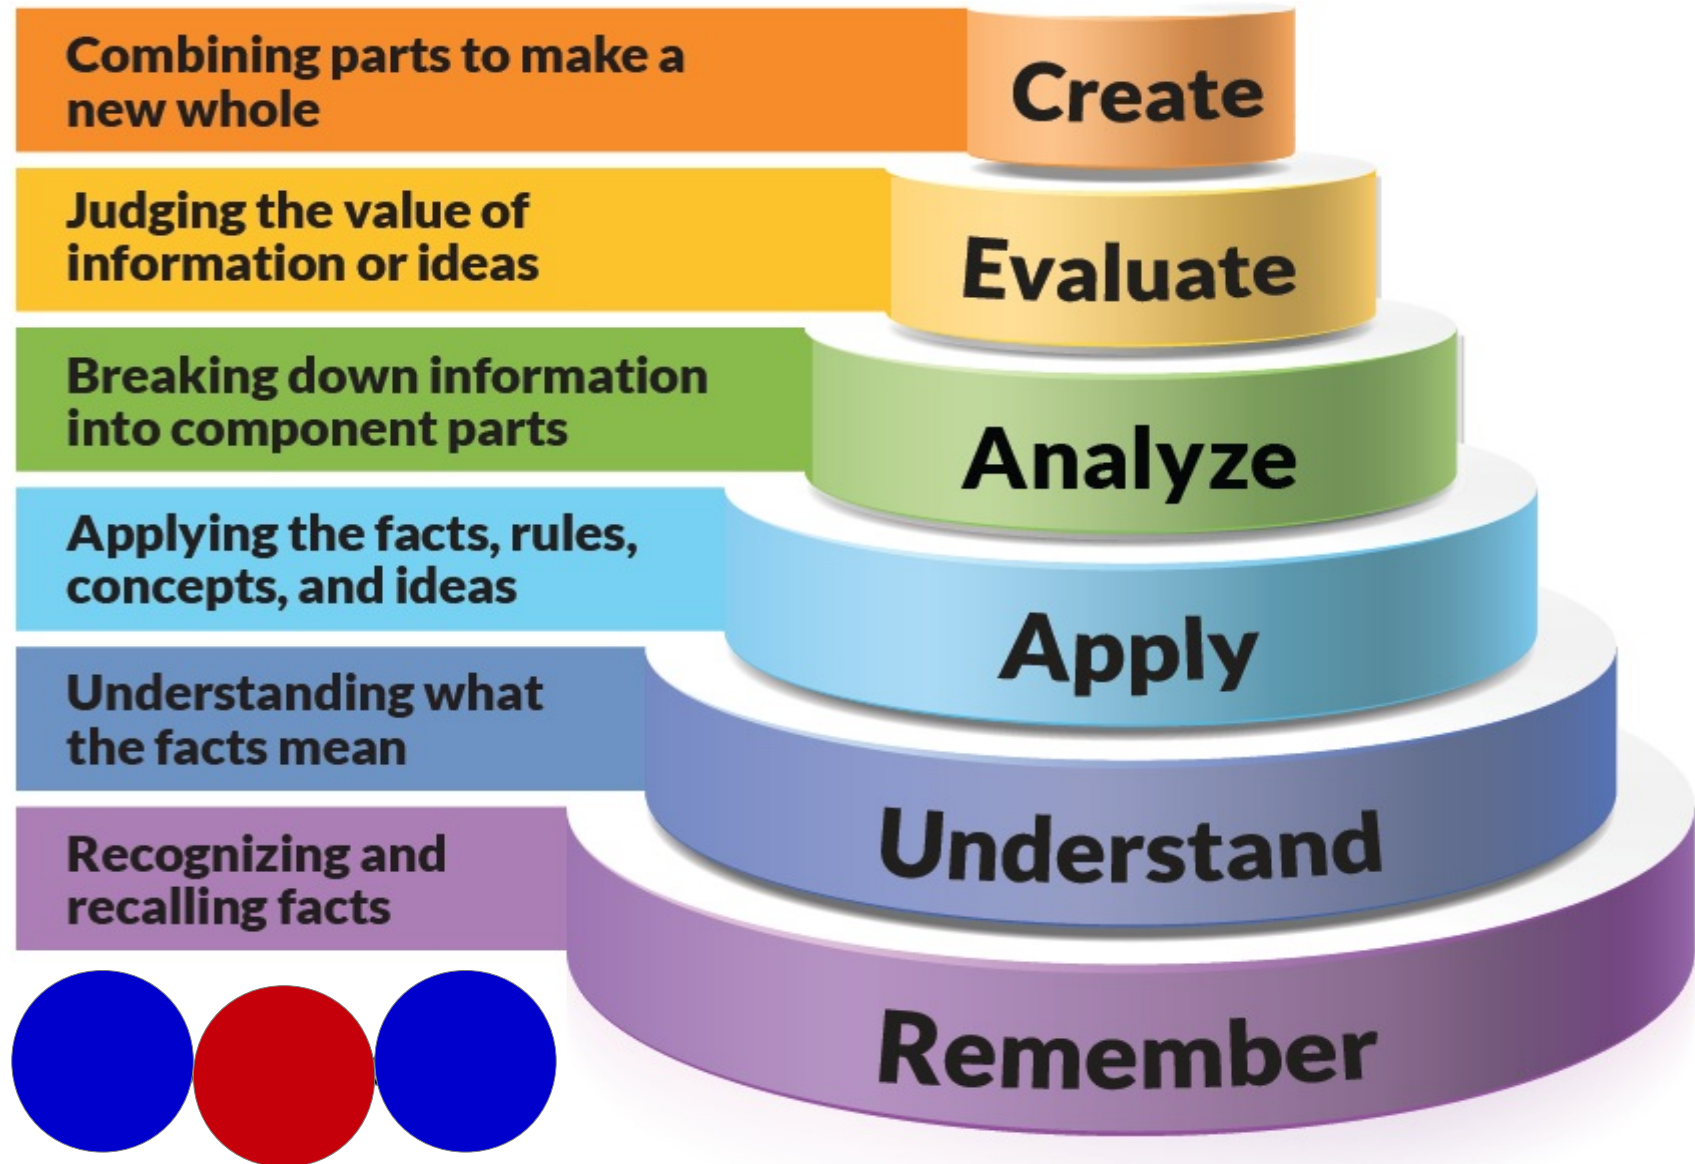 Combining parts to make a
new whole
Create
Judging the value of
information or ideas
Evaluate
Breaking down information
into component parts
Analyze
Applying the facts, rules,
concepts, and ideas
Apply
Understanding what
the facts mean
Understand
Recognizing and
recalling facts
Remember